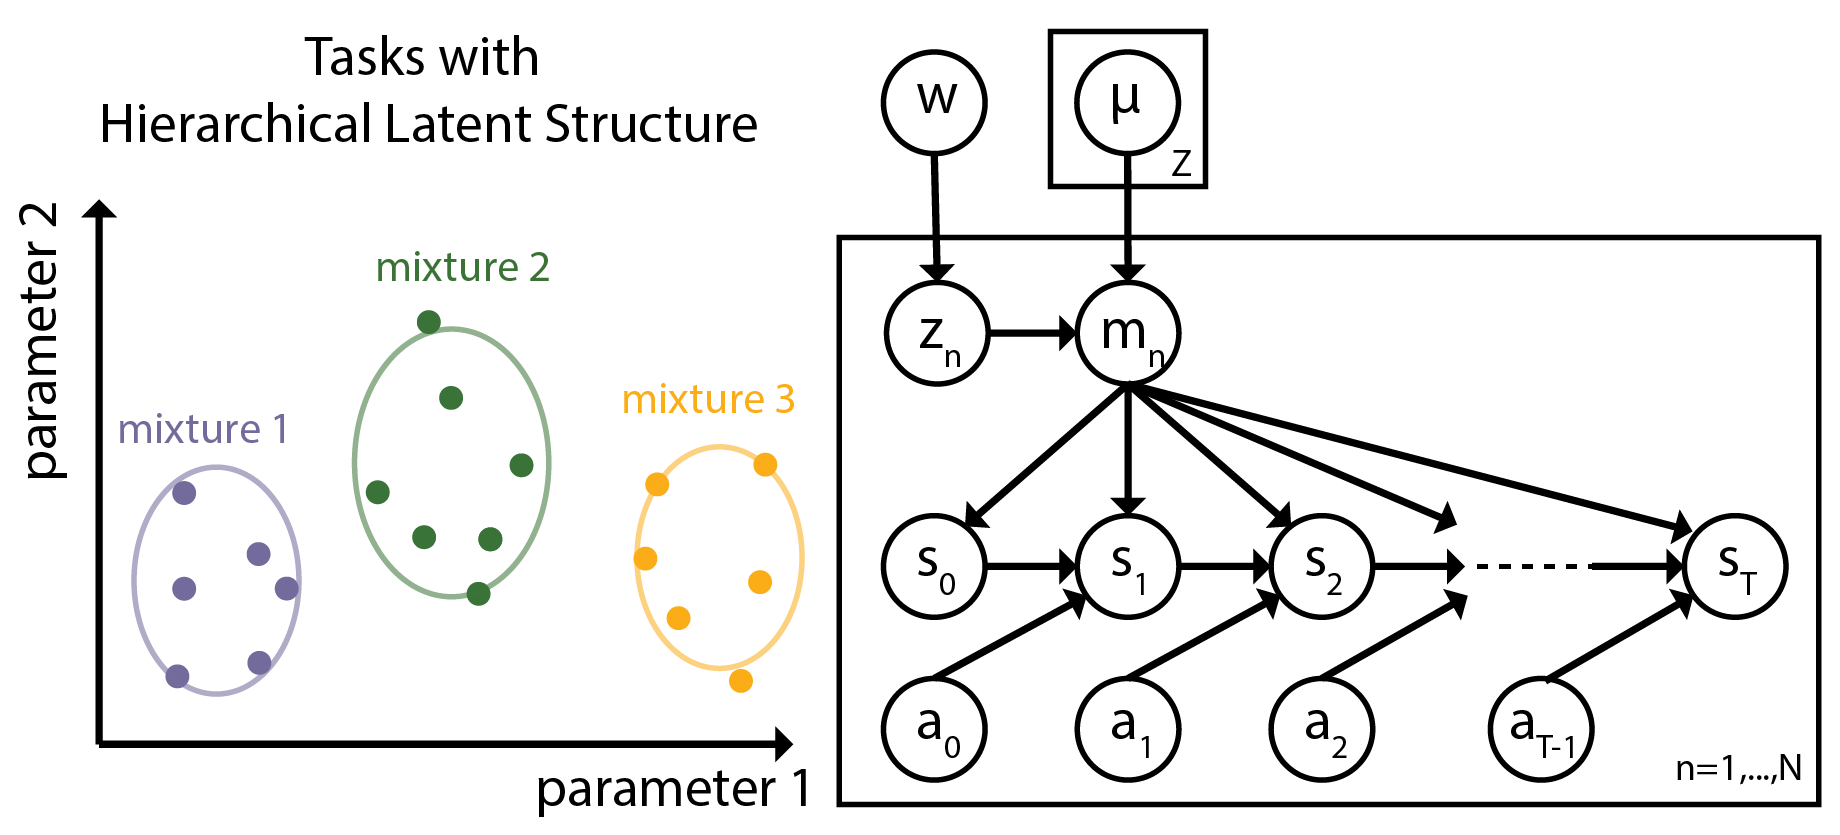 Tasks with
Hierarchical Latent Structure
parameter 2
mixture 2
mixture 3
mixture 1
parameter 1
w
μ
Z
z_n
m_n
s_0
s_1
s_2
s_T
a_0
a_1
a_2
a_T-1
n=1,...,N